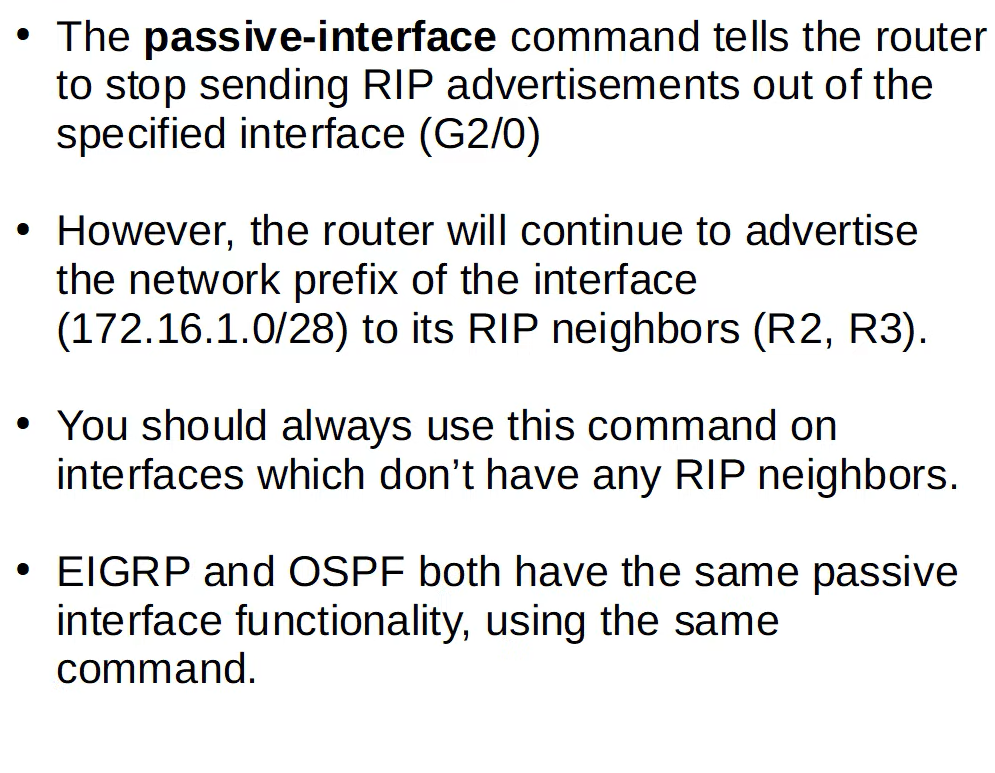 • The passive-interface command tells the router
to stop sending RIP advertisements out of the
specified interface (G2/0)
• However, the router will continue to advertise
the network prefix of the interface
(172.16.1.0/28) to its RIP neighbors (R2, R3).
• You should always use this command on
interfaces which don’t have any RIP neighbors.
• EIGRP and OSPF both have the same passive
interface functionality, using the same
command.